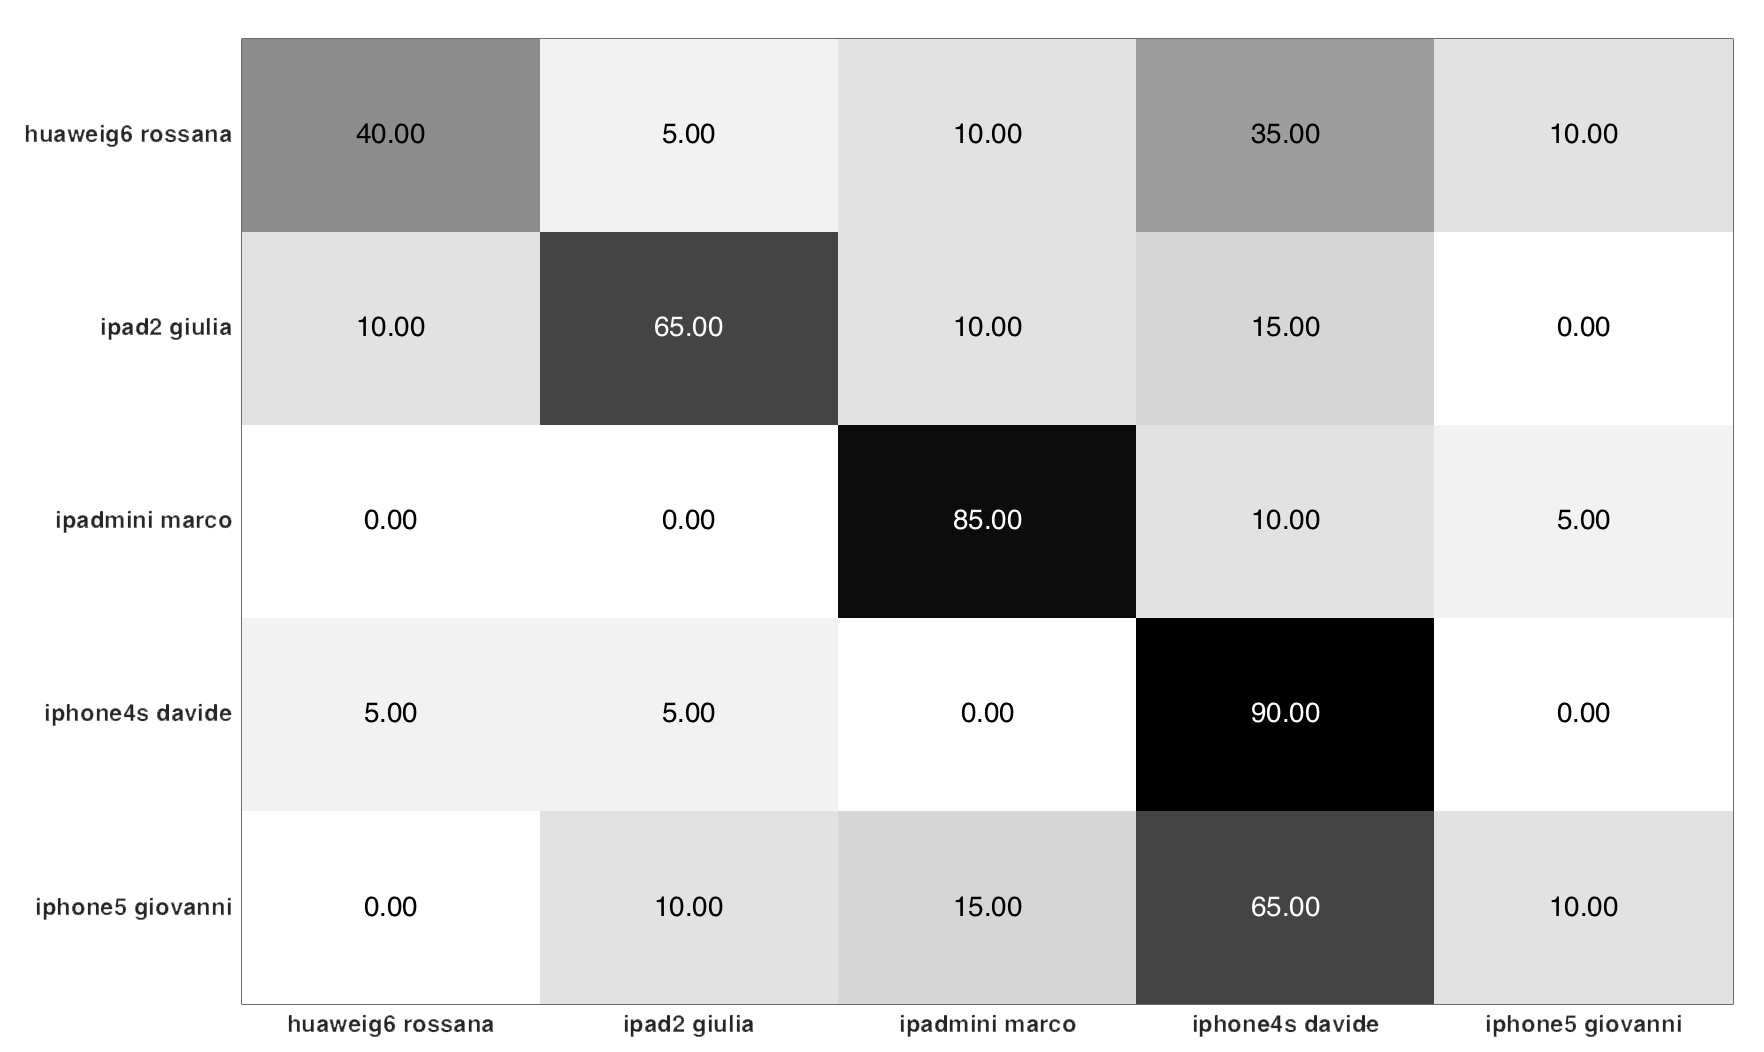 huaweig6 rossana 40.00 5.00 10.00 35.00 10.00
ipad2 giulia 10.00 65.00 10.00 15.00 0.00
ipadmini marco 0.00 0.00 85.00 10.00 5.00
iphone4s davide 5.00 5.00 0.00 90.00 0.00
iphone5 giovanni 0.00 10.00 15.00 65.00 10.00
huaweig6 rossana ipad2 giulia ipadmini marco iphone4s davide iphone5 giovanni